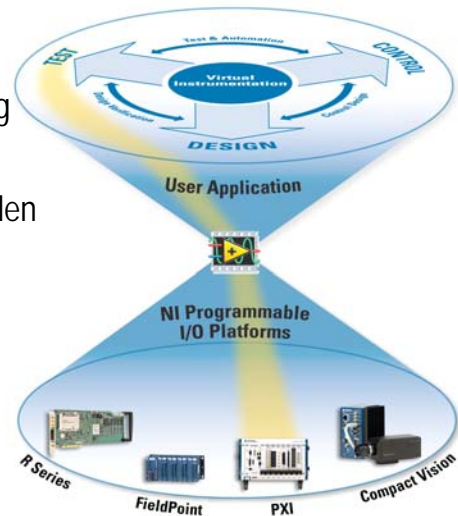 Test & Automation
TEST
CONTROL
Virtual
Instrumentation
g
Design Verification
Control Design
DESIGN
len
User Application
NI Programmable
I/O Platforms
R Series
FieldPoint
PXI
Compact Vision